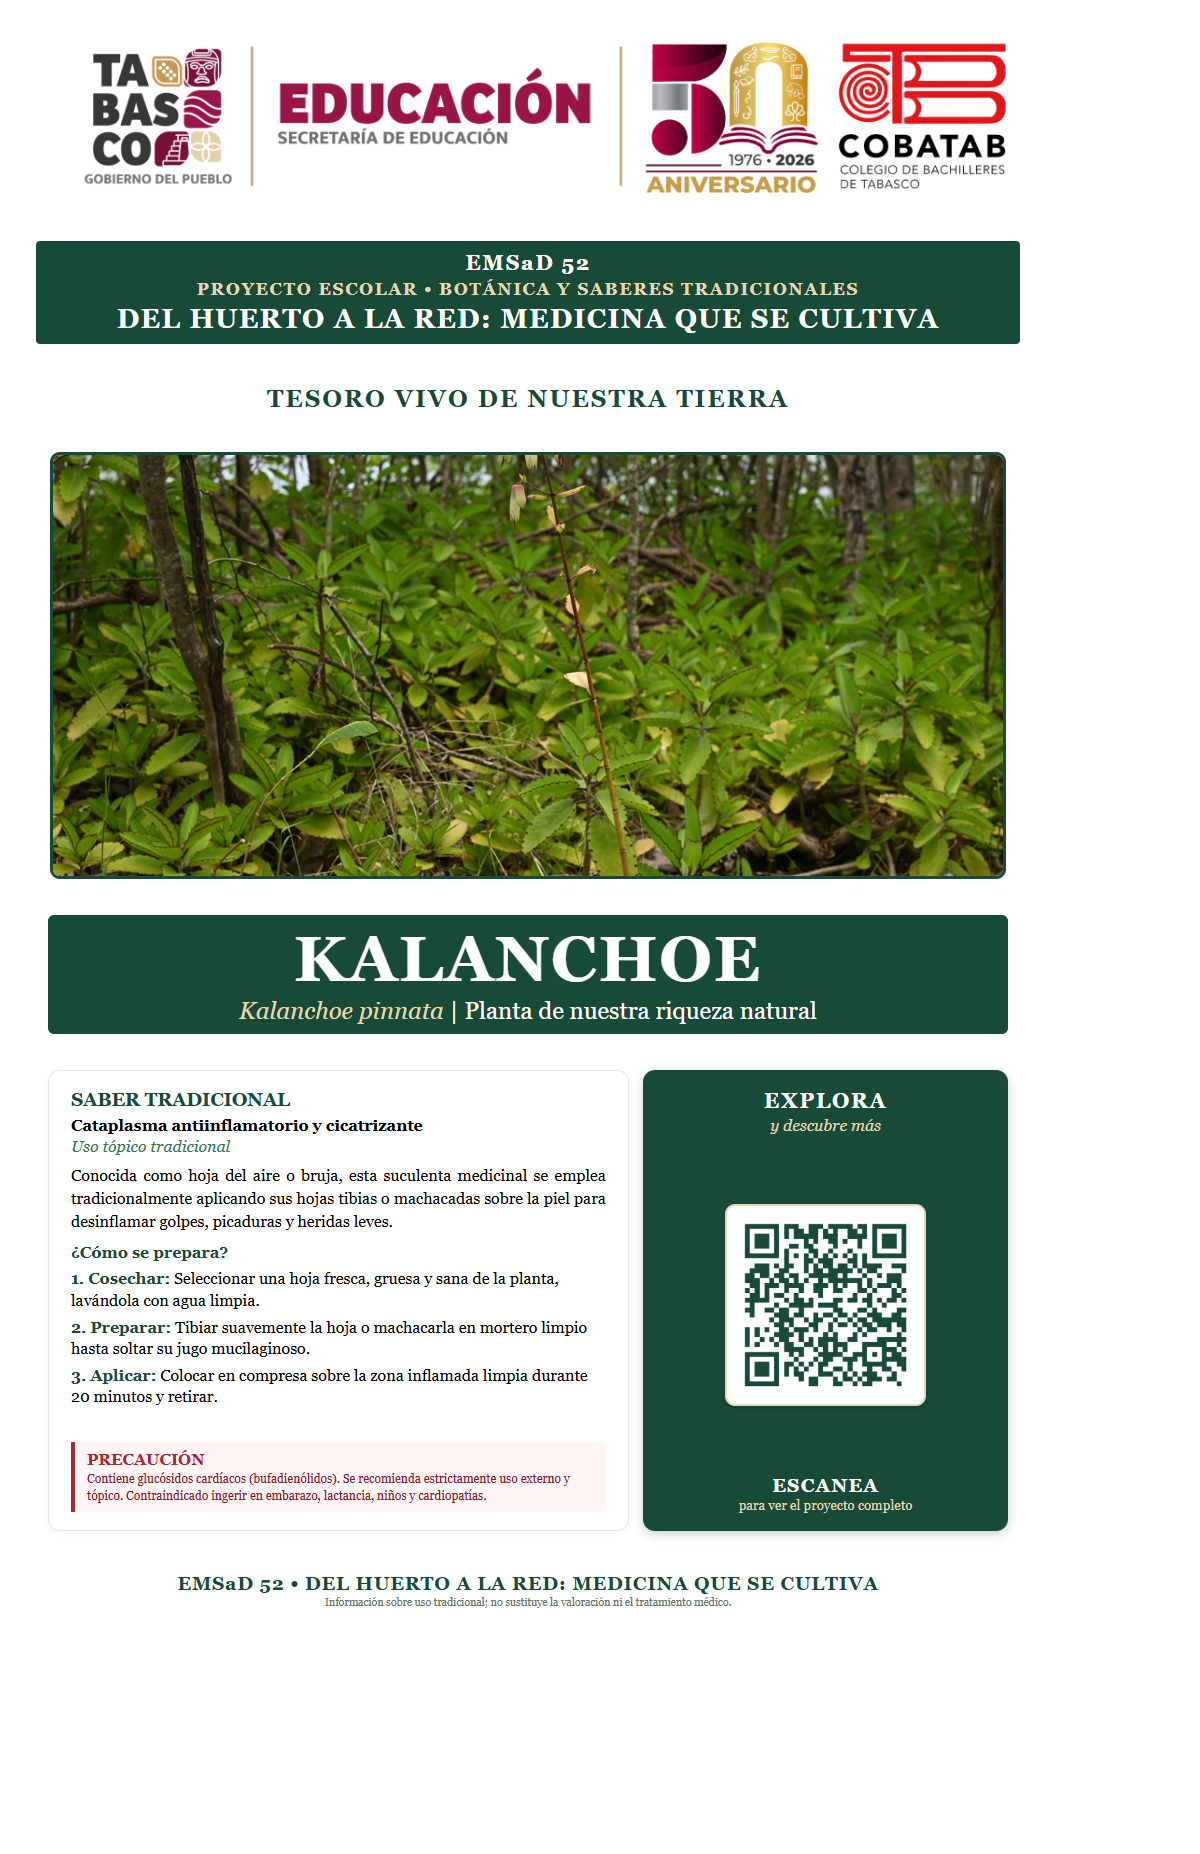 TA
BAS
CO
GOBIERNO DEL PUEBLO
EDUCACIÓN
SECRETARÍA DE EDUCACIÓN
50
1976 • 2026
ANIVERSARIO
COBATAB
COLEGIO DE BACHILLERES
DE TABASCO
EMSaD 52
PROYECTO ESCOLAR • BOTÁNICA Y SABERES TRADICIONALES
DEL HUERTO A LA RED: MEDICINA QUE SE CULTIVA
TESORO VIVO DE NUESTRA TIERRA
KALANCHOE
Kalanchoe pinnata | Planta de nuestra riqueza natural
SABER TRADICIONAL
Cataplasma antiinflamatorio y cicatrizante
Uso tópico tradicional
Conocida como hoja del aire o bruja, esta suculenta medicinal se emplea
tradicionalmente aplicando sus hojas tibias o machacadas sobre la piel para
desinflamar golpes, picaduras y heridas leves.
¿Cómo se prepara?
1. Cosechar: Seleccionar una hoja fresca, gruesa y sana de la planta,
lavándola con agua limpia.
2. Preparar: Tibiar suavemente la hoja o machacarla en mortero limpio
hasta soltar su jugo mucilaginoso.
3. Aplicar: Colocar en compresa sobre la zona inflamada limpia durante
20 minutos y retirar.
PRECAUCIÓN
Contiene glucósidos cardíacos (bufadienólidos). Se recomienda estrictamente uso externo y
tópico. Contraindicado ingerir en embarazo, lactancia, niños y cardiopatías.
EXPLORA
y descubre más
ESCANEA
para ver el proyecto completo
EMSaD 52 • DEL HUERTO A LA RED: MEDICINA QUE SE CULTIVA
Información sobre uso tradicional; no sustituye la valoración ni el tratamiento médico.